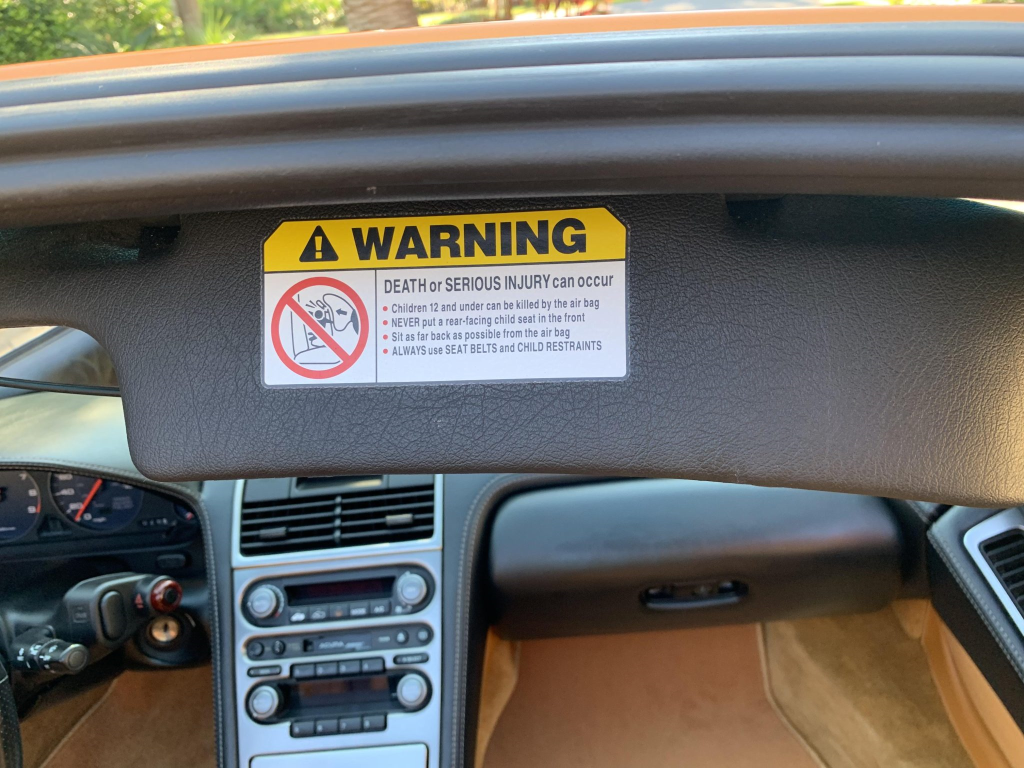 WARNING
DEATH or SERIOUS INJURY can occur
• Children 12 and under can be killed by the air bag
• NEVER put a rear-facing child seat in the front
• Sit as far back as possible from the air bag
• ALWAYS use SEAT BELTS and CHILD RESTRAINTS
ACURA